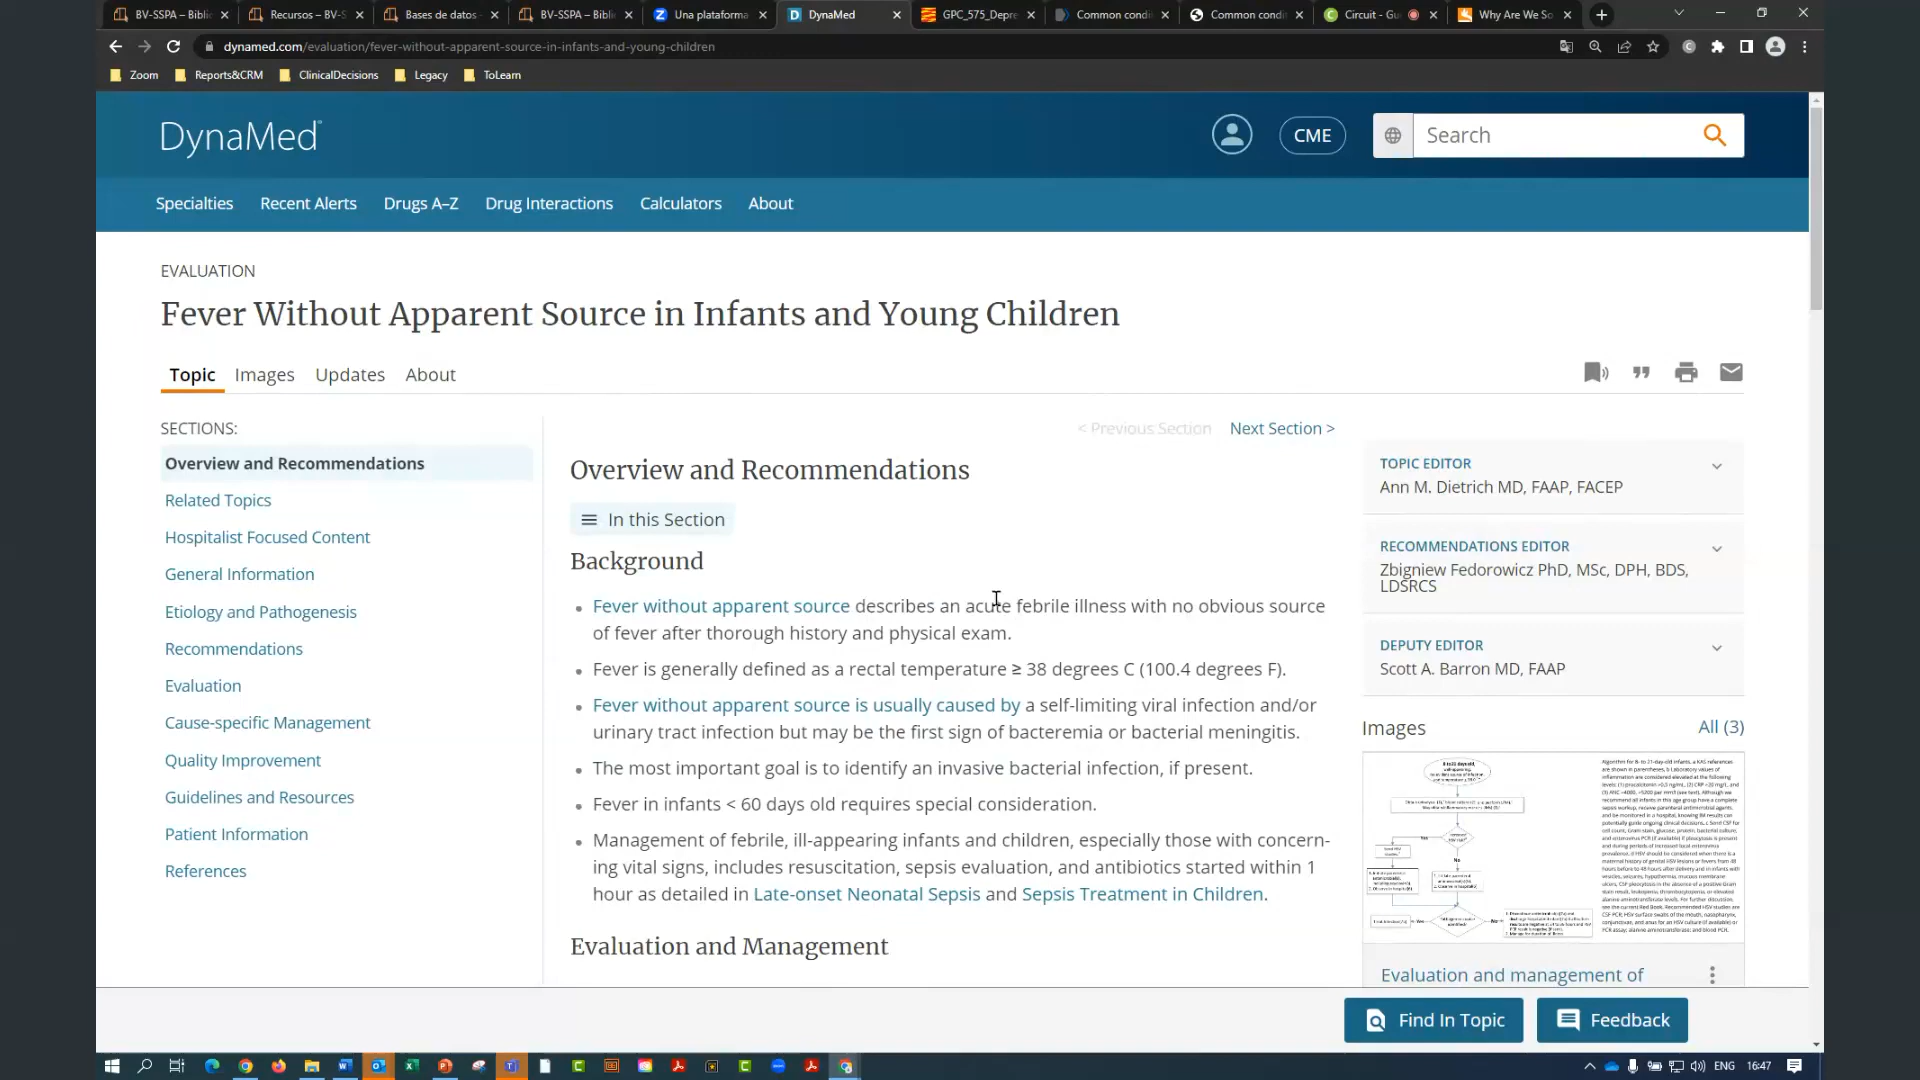 BV-SSPA – Biblic
Recursos – BV-S
Bases de datos -
BV-SSPA – Biblic
Una plataforma
DynaMed
GPC_575_Depre
Common condi
Common condi
Circuit - Gu
Why Are We So
dynamed.com/evaluation/fever-without-apparent-source-in-infants-and-young-children
Zoom
Reports&CRM
ClinicalDecisions
Legacy
ToLearn
DynaMed
CME
Search
Specialties
Recent Alerts
Drugs A–Z
Drug Interactions
Calculators
About
EVALUATION
Fever Without Apparent Source in Infants and Young Children
Topic
Images
Updates
About
SECTIONS:
Overview and Recommendations
Related Topics
Hospitalist Focused Content
General Information
Etiology and Pathogenesis
Recommendations
Evaluation
Cause-specific Management
Quality Improvement
Guidelines and Resources
Patient Information
References
< Previous Section
Next Section >
Overview and Recommendations
In this Section
Background
Fever without apparent source describes an acute febrile illness with no obvious source
of fever after thorough history and physical exam.
Fever is generally defined as a rectal temperature ≥ 38 degrees C (100.4 degrees F).
Fever without apparent source is usually caused by a self-limiting viral infection and/or
urinary tract infection but may be the first sign of bacteremia or bacterial meningitis.
The most important goal is to identify an invasive bacterial infection, if present.
Fever in infants < 60 days old requires special consideration.
Management of febrile, ill-appearing infants and children, especially those with concern-
ing vital signs, includes resuscitation, sepsis evaluation, and antibiotics started within 1
hour as detailed in Late-onset Neonatal Sepsis and Sepsis Treatment in Children.
Evaluation and Management
TOPIC EDITOR
Ann M. Dietrich MD, FAAP, FACEP
RECOMMENDATIONS EDITOR
Zbigniew Fedorowicz PhD, MSc, DPH, BDS,
LDSRCS
DEPUTY EDITOR
Scott A. Barron MD, FAAP
Images
All (3)
Yes
No
Yes
No
Evaluation and management of
Find In Topic
Feedback
ENG
16:47